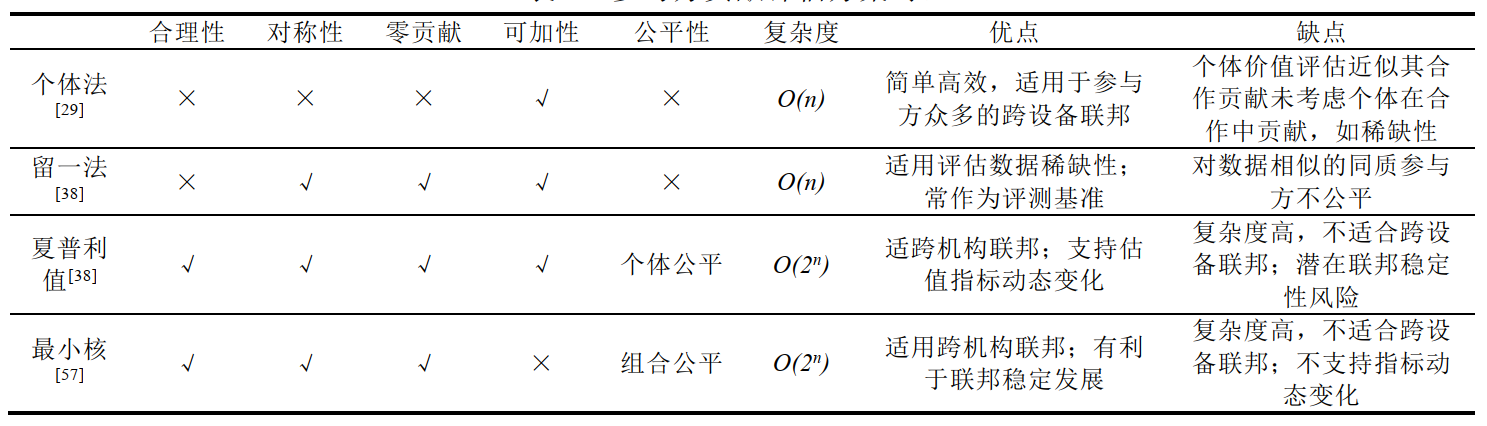 合理性 对称性 零贡献 可加性 公平性 复杂度 优点 缺点
个体法
[29]
× × × √ × O(n)
简单高效，适用于参与
方众多的跨设备联邦
个体价值评估近似其合
作贡献未考虑个体在合
作中贡献，如稀缺性
留一法
[38]
× √ √ √ × O(n)
适用评估数据稀缺性；
常作为评测基准
对数据相似的同质参与
方不公平
夏普利
值[38]
√ √ √ √ 个体公平 O(2ⁿ)
适跨机构联邦；支持估
值指标动态变化
复杂度高，不适合跨设
备联邦；潜在联邦稳定
性风险
最小核
[57]
√ √ √ × 组合公平 O(2ⁿ)
适用跨机构联邦；有利
于联邦稳定发展
复杂度高，不适合跨设
备联邦；不支持指标动
态变化